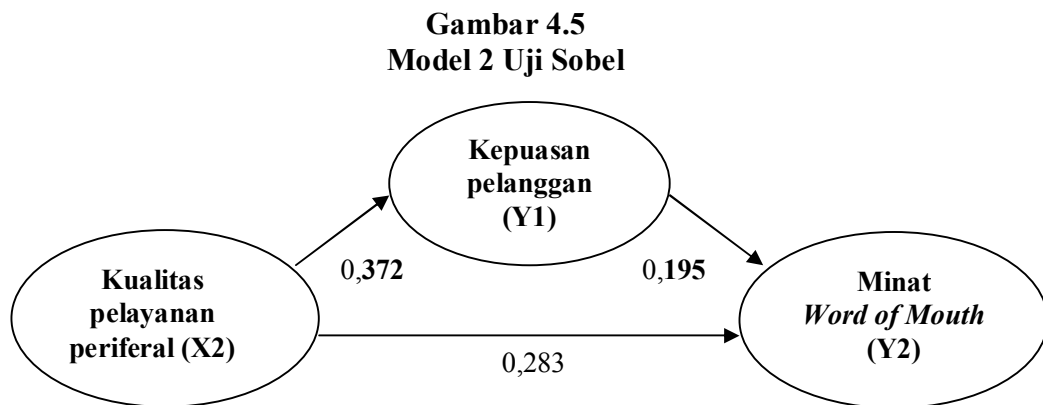 Gambar 4.5
Model 2 Uji Sobel
Kepuasan
pelanggan
(Y1)
0,372
0,195
Kualitas
pelayanan
periferal (X2)
Minat
Word of Mouth
(Y2)
0,283